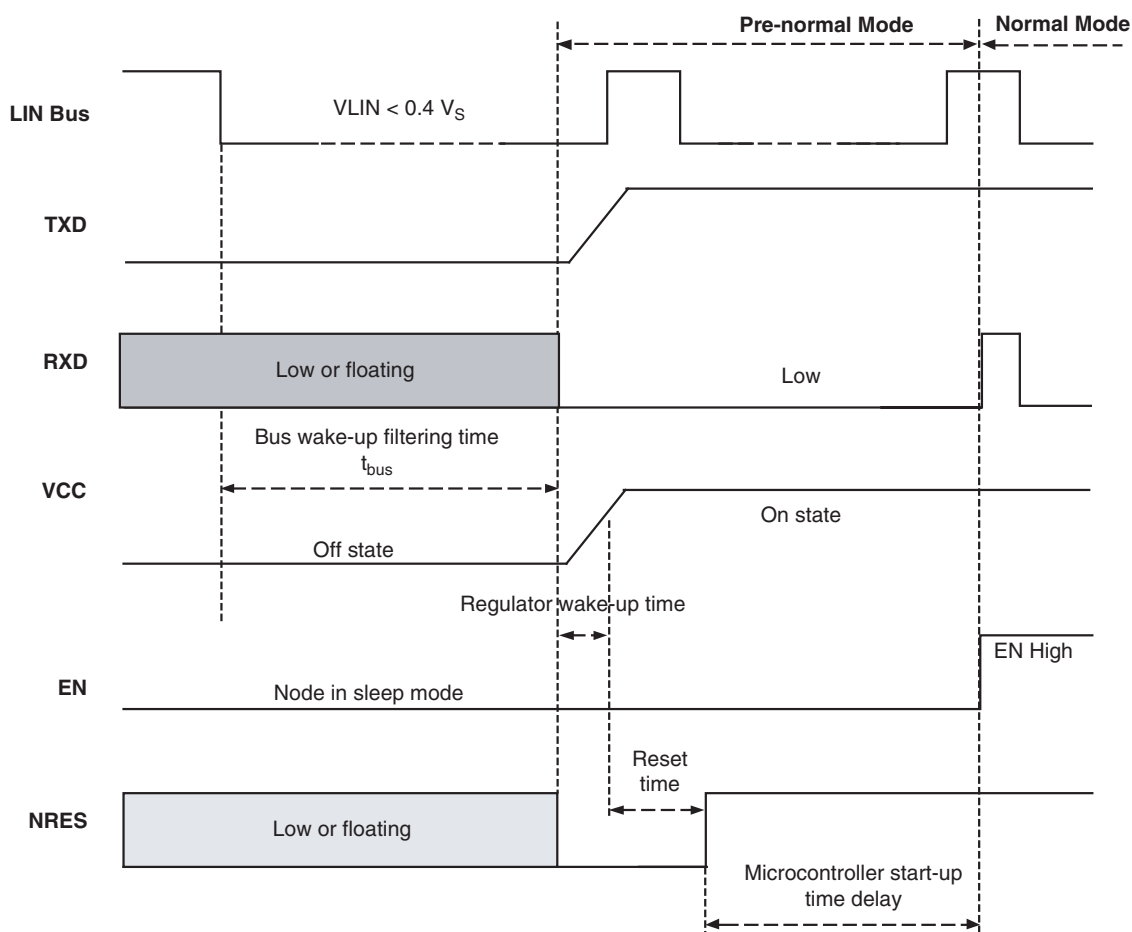 Pre-normal Mode
Normal Mode
LIN Bus
VLIN < 0.4 VS
TXD
RXD
Low or floating
Low
Bus wake-up filtering time
tbus
VCC
On state
Off state
Regulator wake-up time
EN High
EN
Node in sleep mode
Reset
time
NRES
Low or floating
Microcontroller start-up
time delay